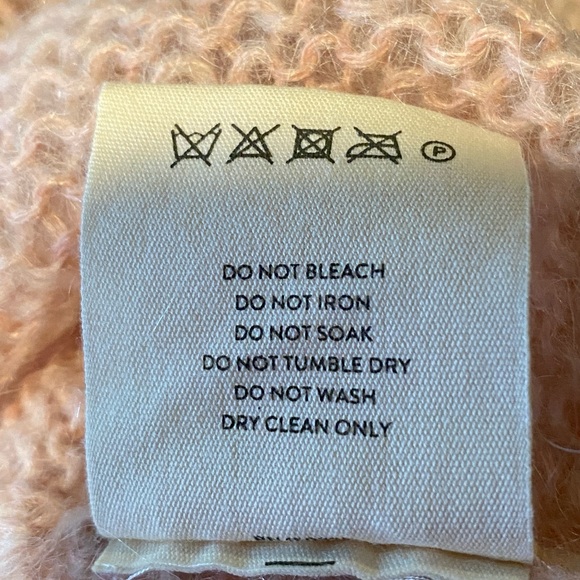 P
DO NOT BLEACH
DO NOT IRON
DO NOT SOAK
DO NOT TUMBLE DRY
DO NOT WASH
DRY CLEAN ONLY